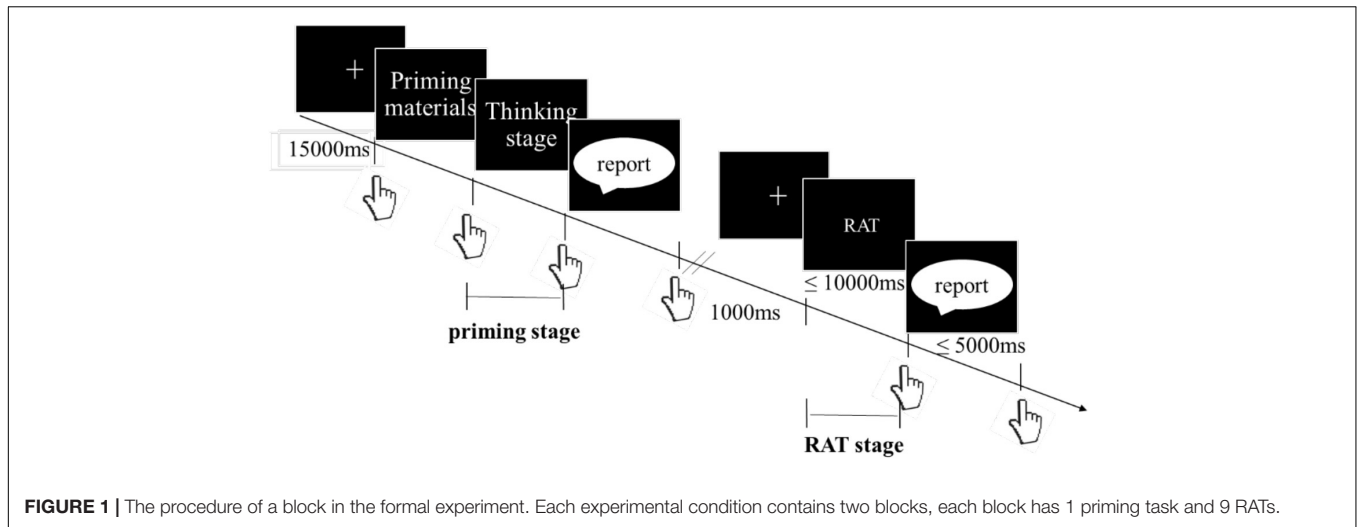 +
Priming
materials
Thinking
stage
report
15000ms
priming stage
+
RAT
report
1000ms
≤ 10000ms
≤ 5000ms
RAT stage
FIGURE 1 | The procedure of a block in the formal experiment. Each experimental condition contains two blocks, each block has 1 priming task and 9 RATs.